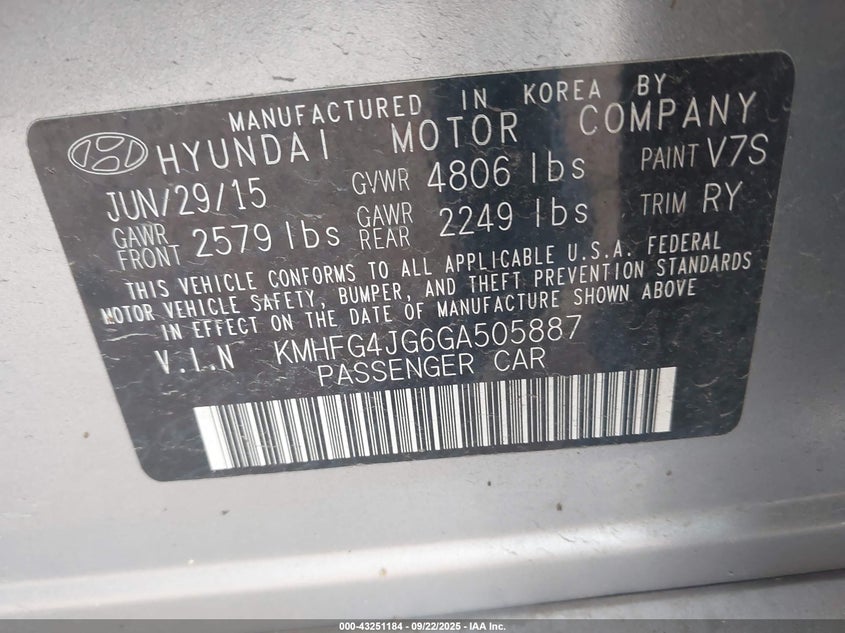 MANUFACTURED IN KOREA BY
HYUNDAI MOTOR COMPANY
JUN/29/15 GVWR 4806 lbs PAINT V7S
GAWR FRONT 2579 lbs GAWR REAR 2249 lbs TRIM RY
THIS VEHICLE CONFORMS TO ALL APPLICABLE U.S.A. FEDERAL
MOTOR VEHICLE SAFETY, BUMPER, AND THEFT PREVENTION STANDARDS
IN EFFECT ON THE DATE OF MANUFACTURE SHOWN ABOVE
V.I.N KMHFG4JG6GA505887
PASSENGER CAR
000-43251184 - 09/22/2025 - IAA Inc.